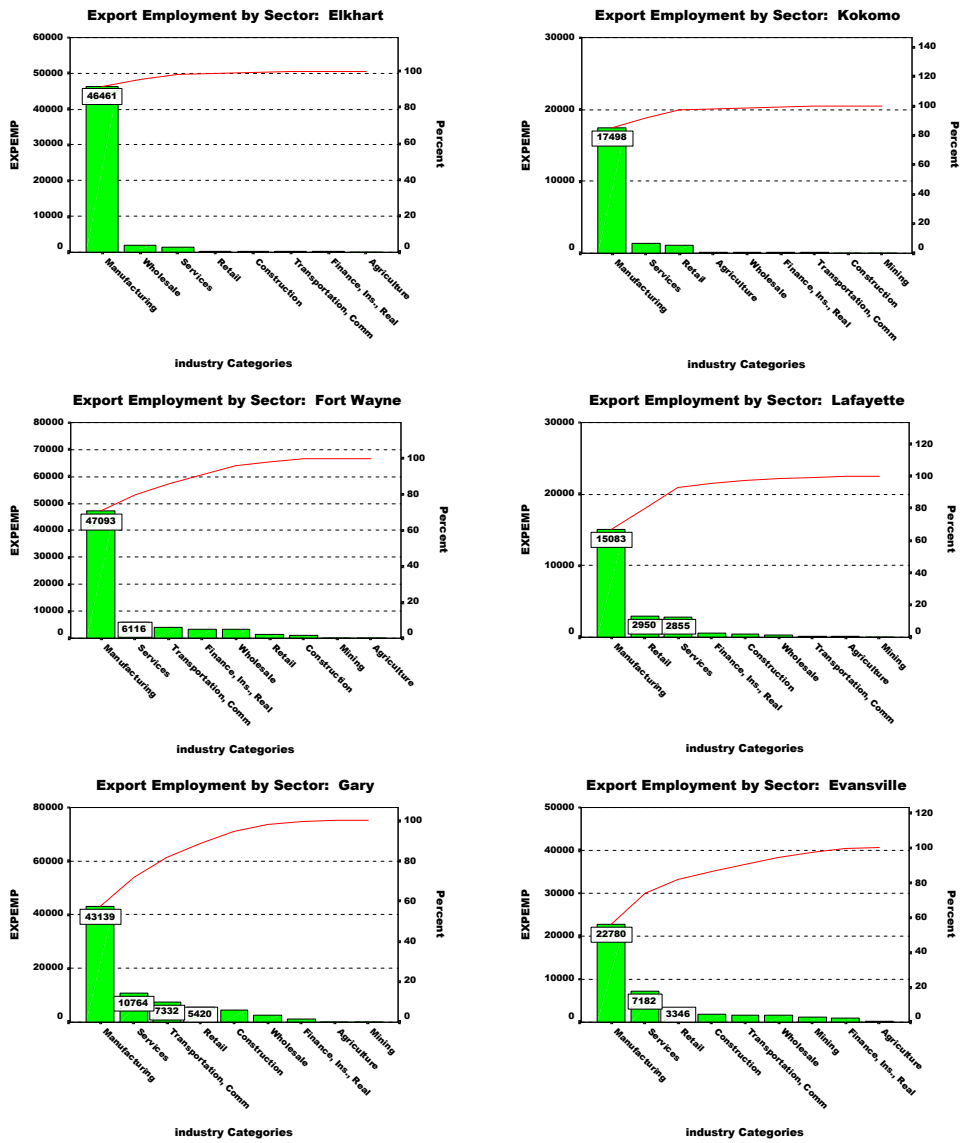 Export Employment by Sector: Elkhart
60000
50000
40000
30000
20000
10000
0
EXPEMP
100
80
60
40
20
0
Percent
46461
Manufacturing
Wholesale
Services
Retail
Construction
Transportation, Comm
Finance, Ins., Real
Agriculture
industry Categories
Export Employment by Sector: Kokomo
30000
20000
10000
0
EXPEMP
140
120
100
80
60
40
20
0
Percent
17498
Manufacturing
Services
Retail
Agriculture
Wholesale
Finance, Ins., Real
Transportation, Comm
Construction
Mining
industry Categories
Export Employment by Sector: Fort Wayne
80000
70000
60000
50000
40000
30000
20000
10000
0
EXPEMP
100
80
60
40
20
0
Percent
47093
6116
Manufacturing
Services
Transportation, Comm
Finance, Ins., Real
Wholesale
Retail
Construction
Mining
Agriculture
industry Categories
Export Employment by Sector: Lafayette
30000
20000
10000
0
EXPEMP
120
100
80
60
40
20
0
Percent
15083
2950
2855
Manufacturing
Retail
Services
Finance, Ins., Real
Construction
Wholesale
Transportation, Comm
Agriculture
Mining
industry Categories
Export Employment by Sector: Gary
80000
60000
40000
20000
0
EXPEMP
100
80
60
40
20
0
Percent
43139
10764
7332
5420
Manufacturing
Services
Transportation, Comm
Retail
Construction
Wholesale
Finance, Ins., Real
Agriculture
Mining
industry Categories
Export Employment by Sector: Evansville
50000
40000
30000
20000
10000
0
EXPEMP
120
100
80
60
40
20
0
Percent
22780
7182
3346
Manufacturing
Services
Retail
Construction
Transportation, Comm
Wholesale
Mining
Finance, Ins., Real
Agriculture
industry Categories